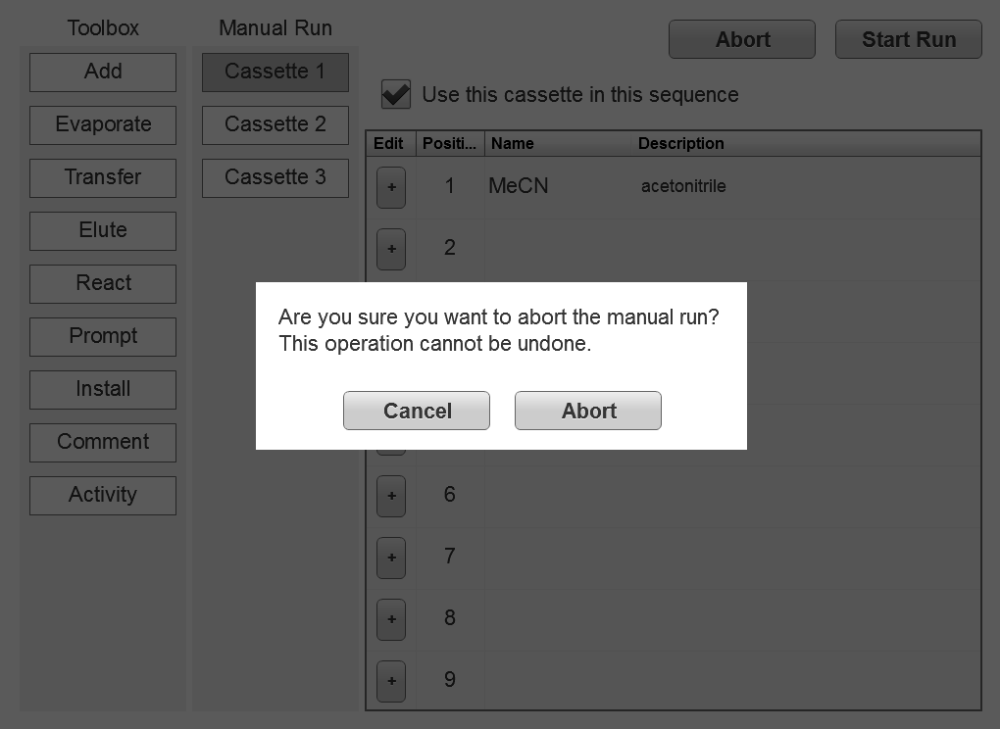 Toolbox
Manual Run
Abort
Start Run
Add
Evaporate
Transfer
Elute
React
Prompt
Install
Comment
Activity
Cassette 1
Cassette 2
Cassette 3
Use this cassette in this sequence
Edit Positi... Name Description
+ 1 MeCN acetonitrile
+ 2
Are you sure you want to abort the manual run?
This operation cannot be undone.
Cancel Abort
+ 6
+ 7
+ 8
+ 9